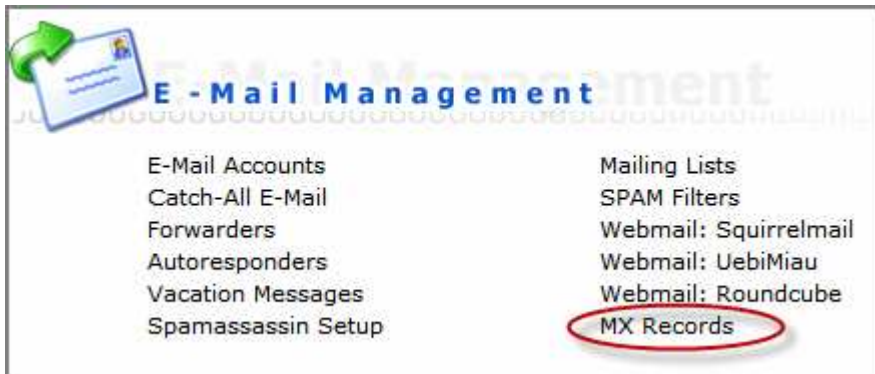 E-Mail Management
E-Mail Accounts
Catch-All E-Mail
Forwarders
Autoresponders
Vacation Messages
Spamassassin Setup
Mailing Lists
SPAM Filters
Webmail: Squirrelmail
Webmail: UebiMiau
Webmail: Roundcube
MX Records